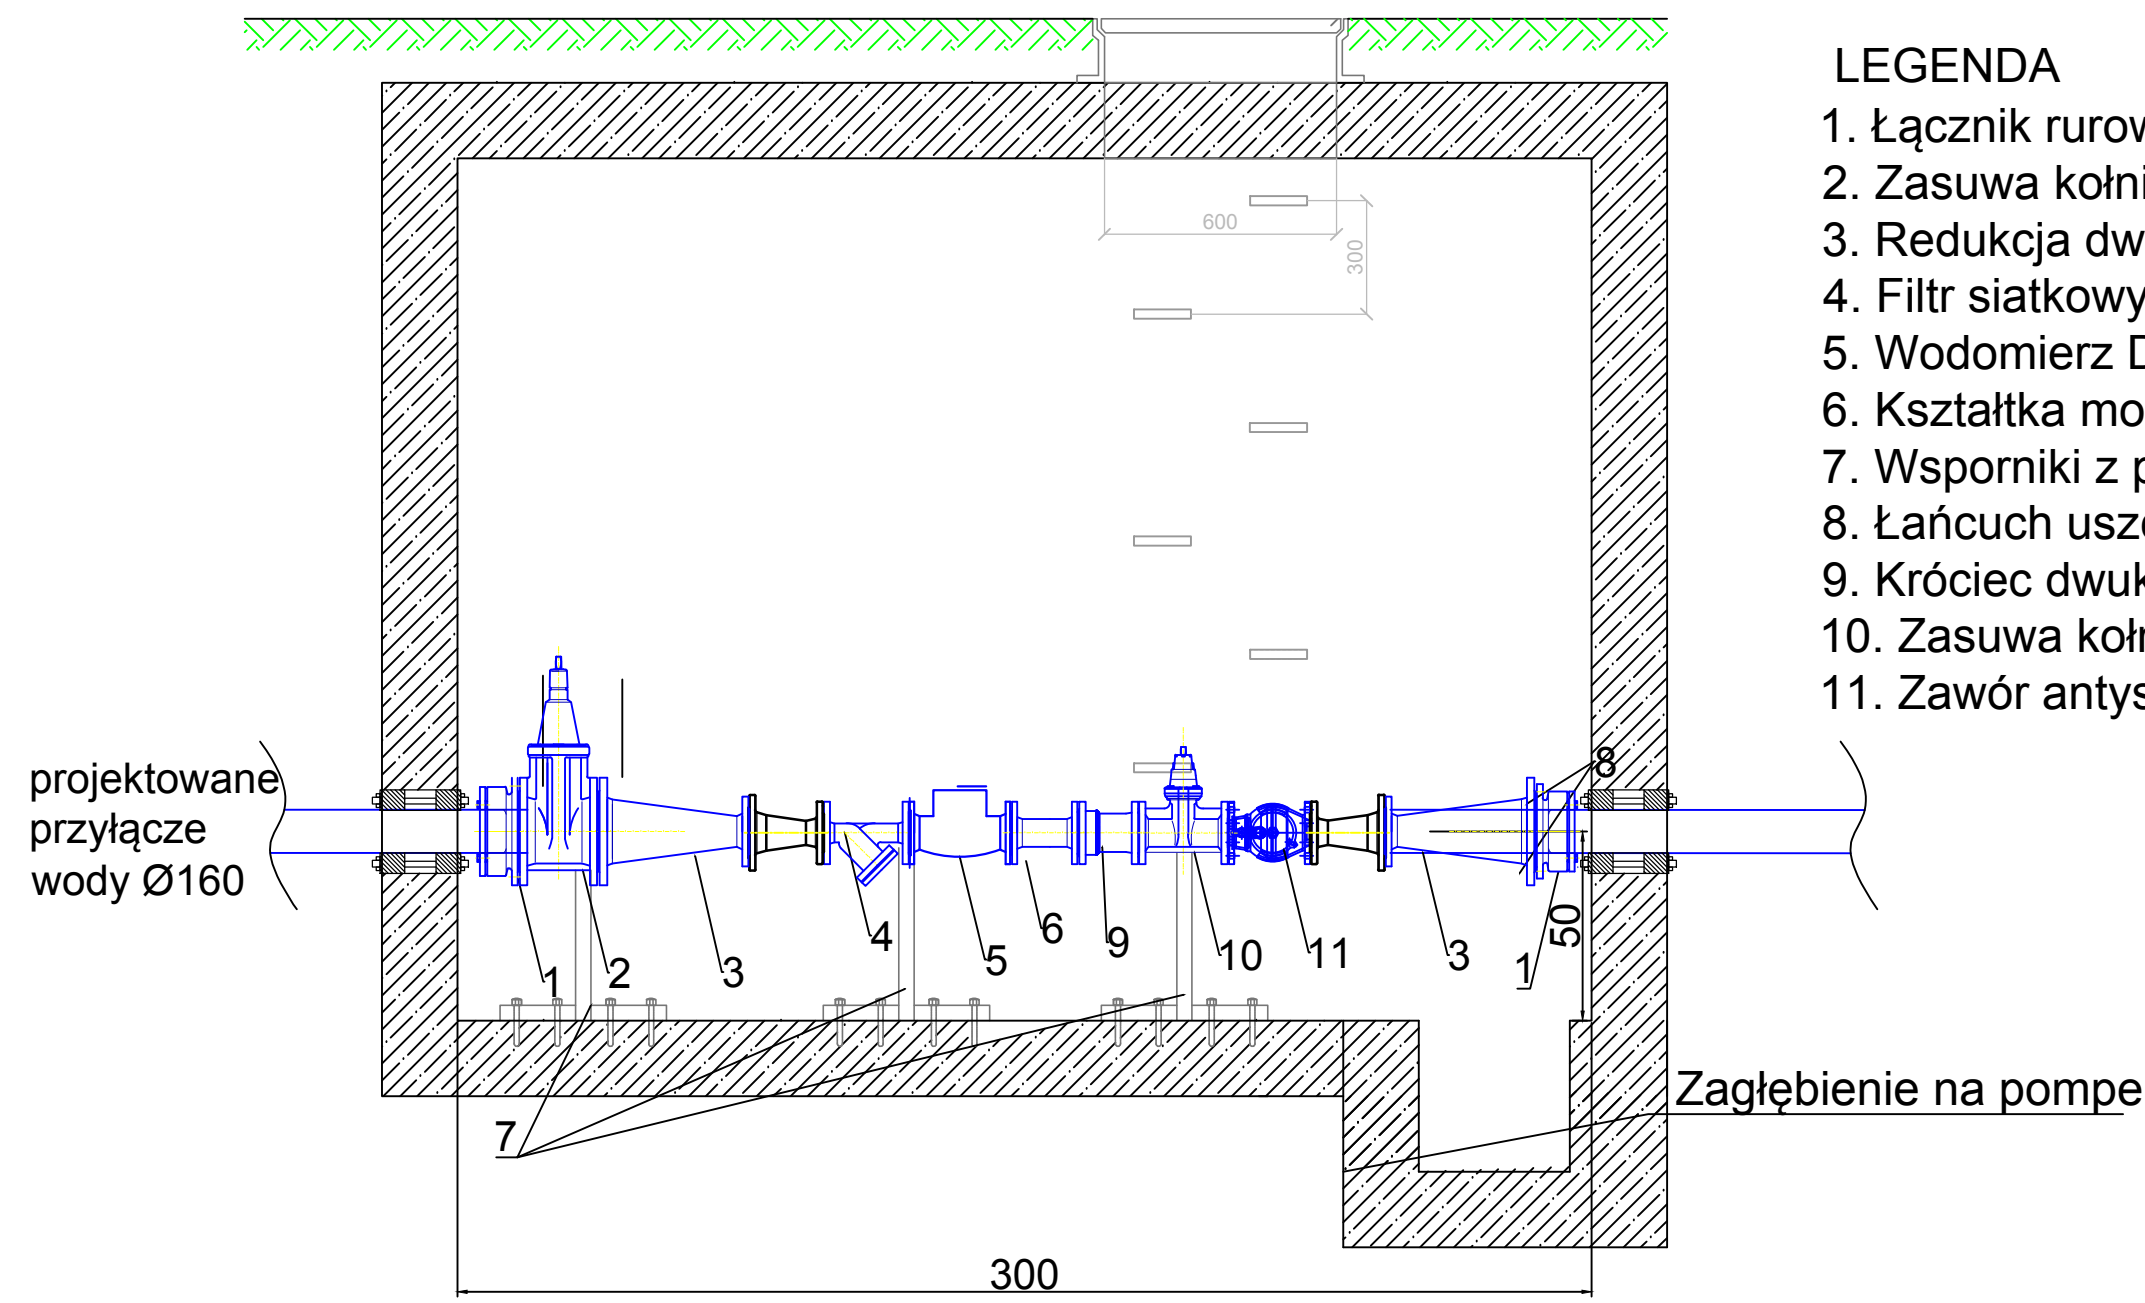 LEGENDA
1. Łącznik rurow
2. Zasuwa kołni
3. Redukcja dw
4. Filtr siatkowy
5. Wodomierz D
6. Kształtka mo
7. Wsporniki z p
8. Łańcuch uszc
9. Króciec dwuk
10. Zasuwa kołn
11. Zawór antys
600
300
8
projektowane
przyłącze
wody Ø160
1
2
3
4
5
6
9
10
11
3
1
50
7
Zagłębienie na pompe
300